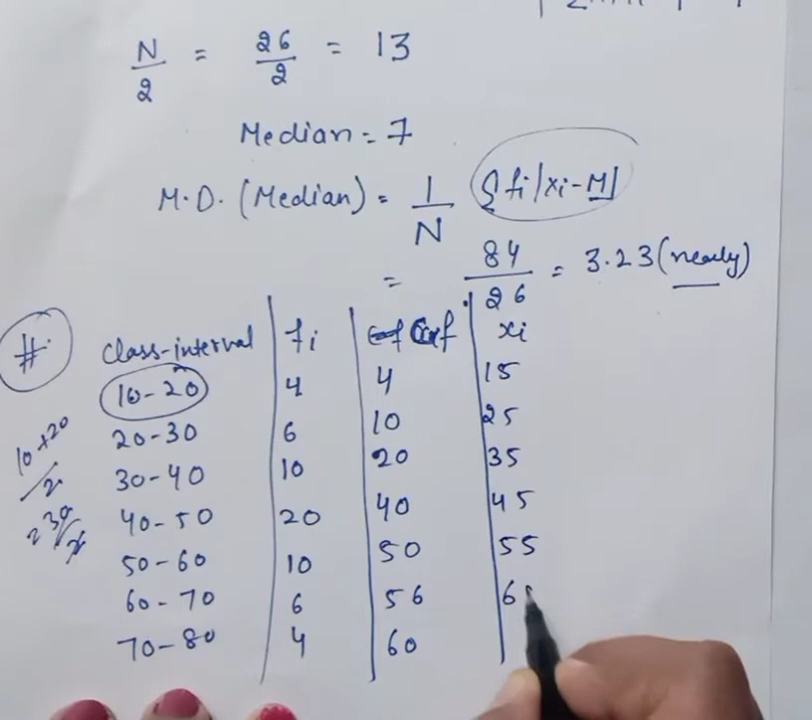 N/2 = 26/2 = 13
Median = 7
M.D. (Median) = 1/N Σfi|xi-M|
= 84/26 = 3.23 (nearly)
# class-interval fi cf xi
10-20 4 4 15
20-30 6 10 25
30-40 10 20 35
40-50 20 40 45
50-60 10 50 55
60-70 6 56 6
70-80 4 60
10+20/2